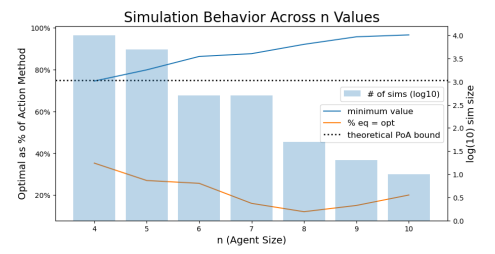 Simulation Behavior Across n Values
Optimal as % of Action Method
100%
80%
60%
40%
20%
4.0
3.5
3.0
2.5
2.0
1.5
1.0
0.5
0.0
log(10) sim size
# of sims (log10)
minimum value
% eq = opt
theoretical PoA bound
4 5 6 7 8 9 10
n (Agent Size)